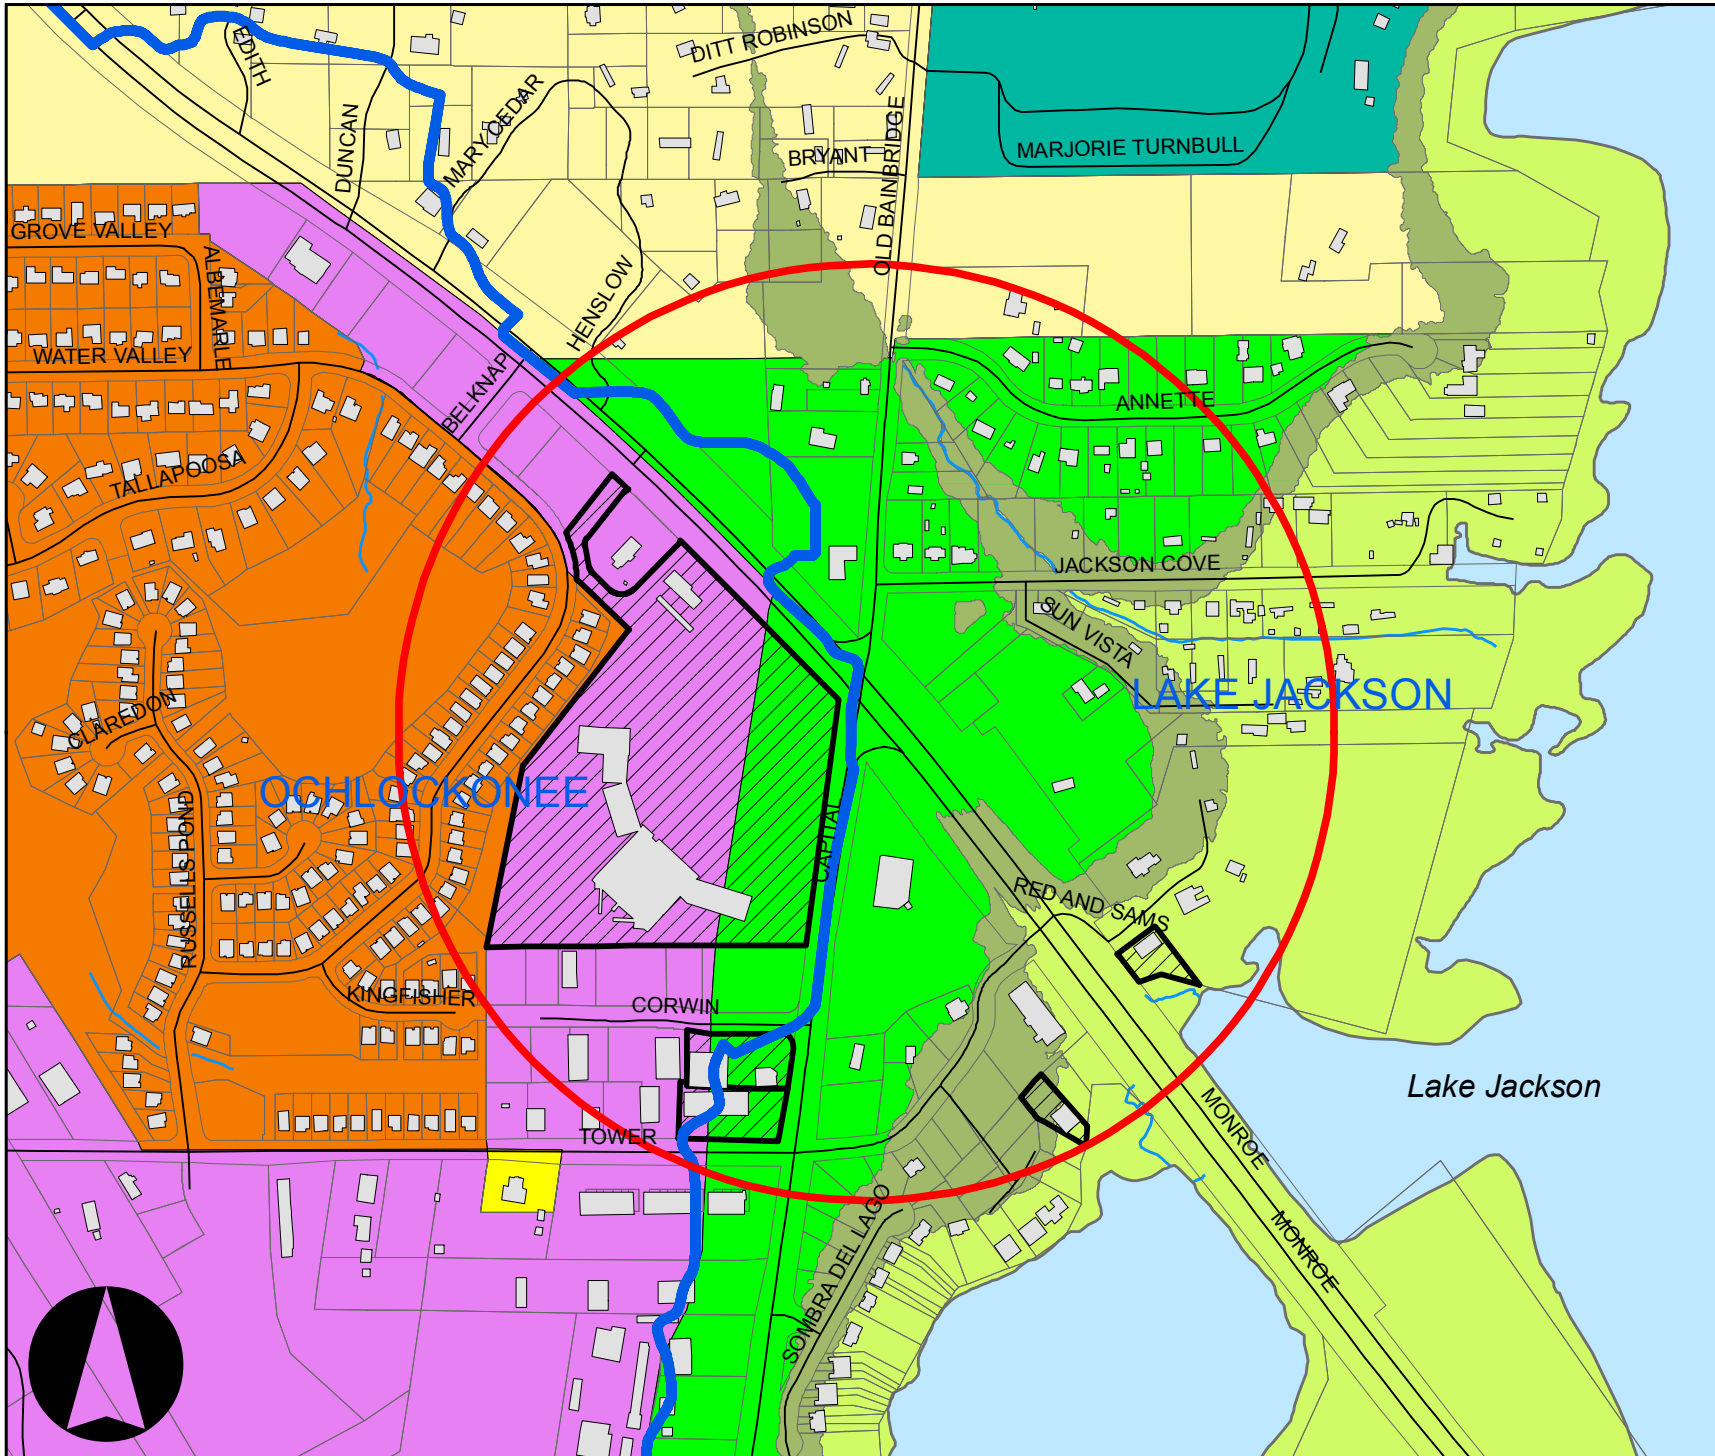 EDITH
DITT ROBINSON
DUNCAN
MARY CEDAR
OLD BAINBRIDGE
BRYANT
MARJORIE TURNBULL
GROVE VALLEY
ALBEMARLE
HENSLOW
WATER VALLEY
BELKNAP
ANNETTE
TALLAPOOSA
JACKSON COVE
SUN VISTA
LAKE JACKSON
CLAREDON
OCHLOCKONEE
RUSSELLS POND
CAPITAL
RED AND SAMS
KINGFISHER
CORWIN
Lake Jackson
MONROE
TOWER
SOMBRA DEL LAGO
MONROE